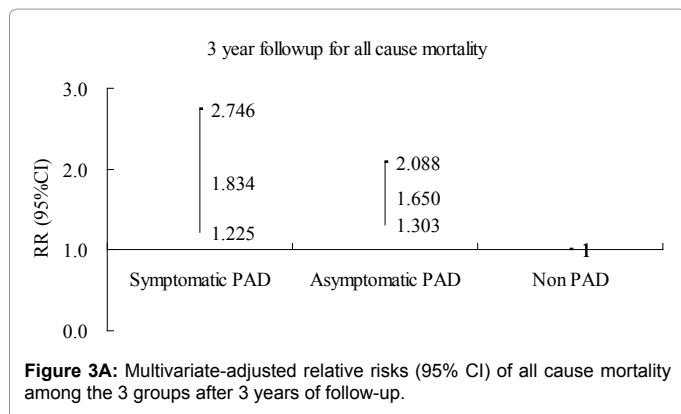 3 year followup for all cause mortality
RR (95%CI)
3.0
2.0
1.0
0.0
2.746
1.834
1.225
2.088
1.650
1.303
1
Symptomatic PAD
Asymptomatic PAD
Non PAD
Figure 3A: Multivariate-adjusted relative risks (95% CI) of all cause mortality
among the 3 groups after 3 years of follow-up.